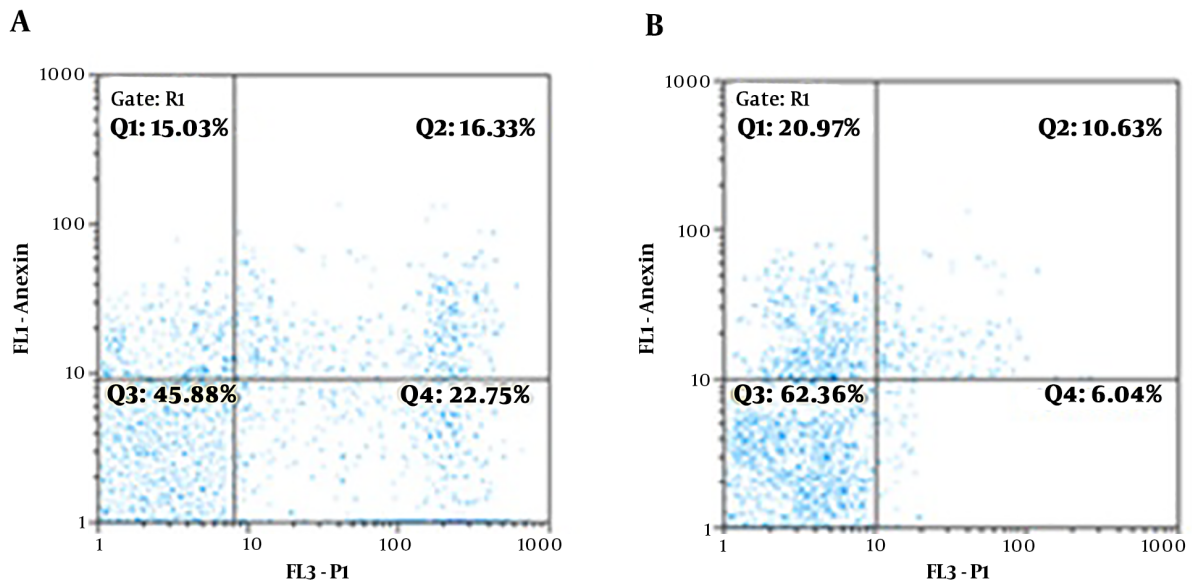 A
1000
Gate: R1
Q1: 15.03%
Q2: 16.33%
100
FL1 - Anexin
10
Q3: 45.88%
Q4: 22.75%
1
1 10 100 1000
FL3 - P1
B
1000
Gate: R1
Q1: 20.97%
Q2: 10.63%
100
FL1 - Anexin
10
Q3: 62.36%
Q4: 6.04%
1
1 10 100 1000
FL3 - P1